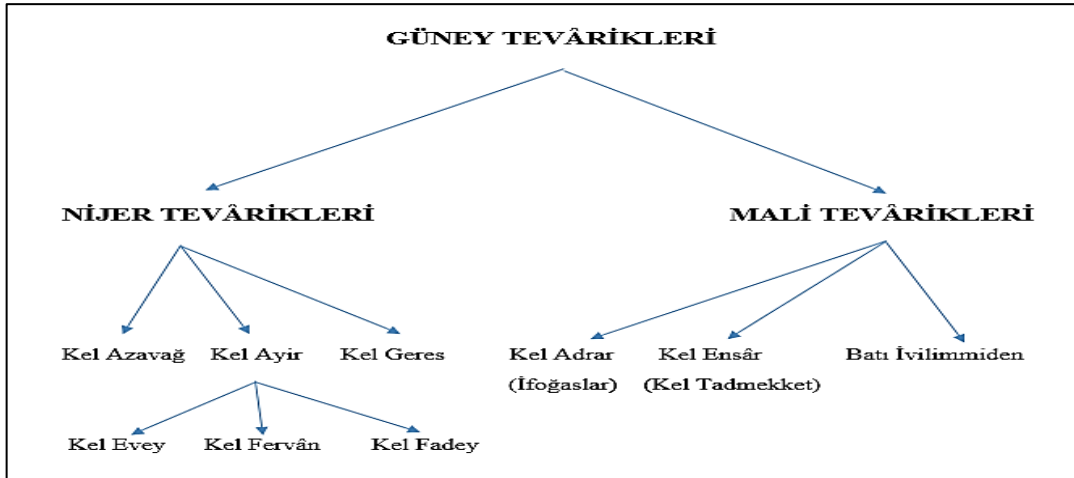 GÜNEY TEVÂRİKLERİ
NİJER TEVÂRİKLERİ
MALİ TEVÂRİKLERİ
Kel Azavağ
Kel Ayir
Kel Geres
Kel Adrar
(İfoğaslar)
Kel Ensâr
(Kel Tadmekket)
Batı İvilimmiden
Kel Evey
Kel Fervân
Kel Fadey